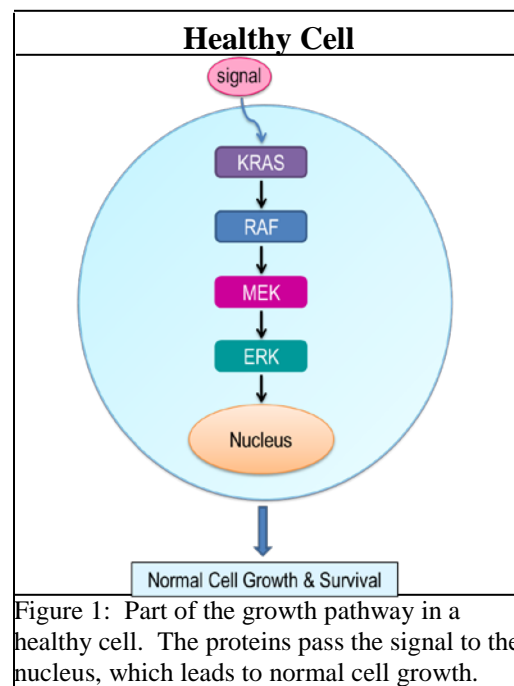 Healthy Cell
signal
KRAS
RAF
MEK
ERK
Nucleus
Normal Cell Growth & Survival
Figure 1:  Part of the growth pathway in a
healthy cell.  The proteins pass the signal to the
nucleus, which leads to normal cell growth.